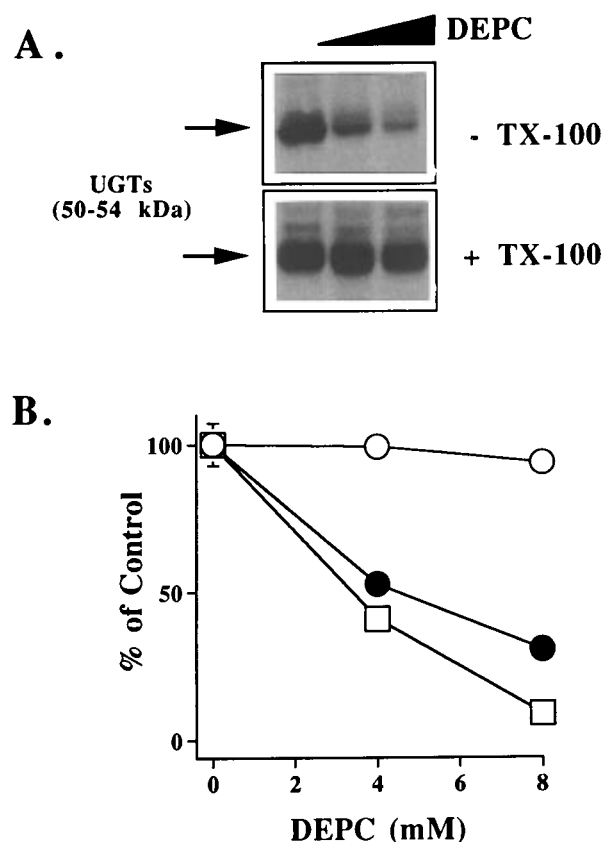 A.
DEPC
- TX-100
UGTs
(50-54 kDa)
+ TX-100
B.
% of Control
100
50
0
0 2 4 6 8
DEPC (mM)